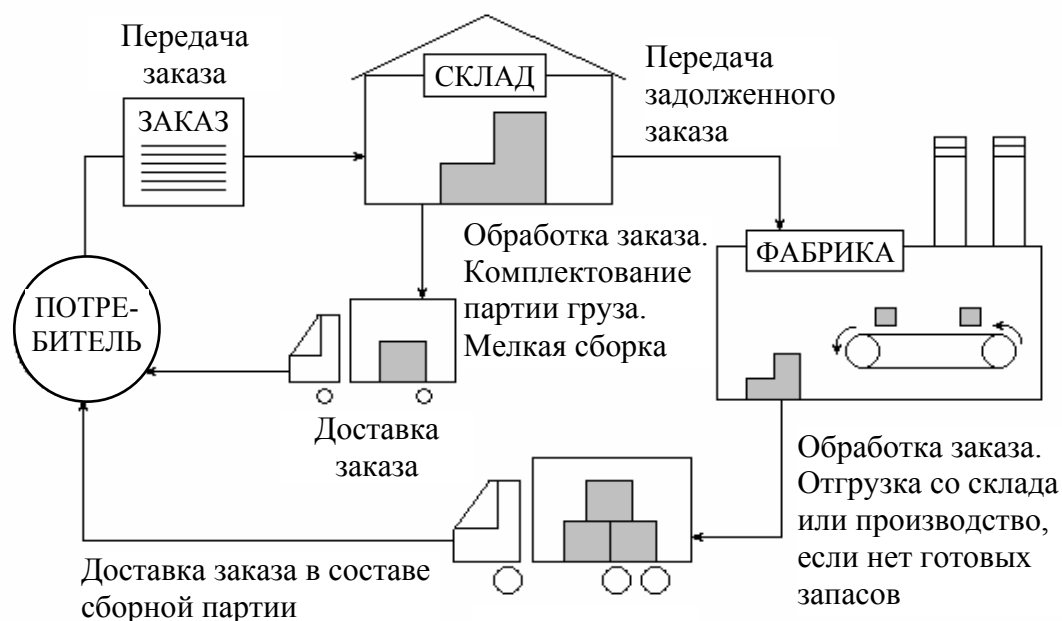 Передача
заказа
ЗАКАЗ
СКЛАД
Передача
задолженного
заказа
ФАБРИКА
ПОТРЕ-
БИТЕЛЬ
Обработка заказа.
Комплектование
партии груза.
Мелкая сборка
Доставка
заказа
Обработка заказа.
Отгрузка со склада
или производство,
если нет готовых
запасов
Доставка заказа в составе
сборной партии